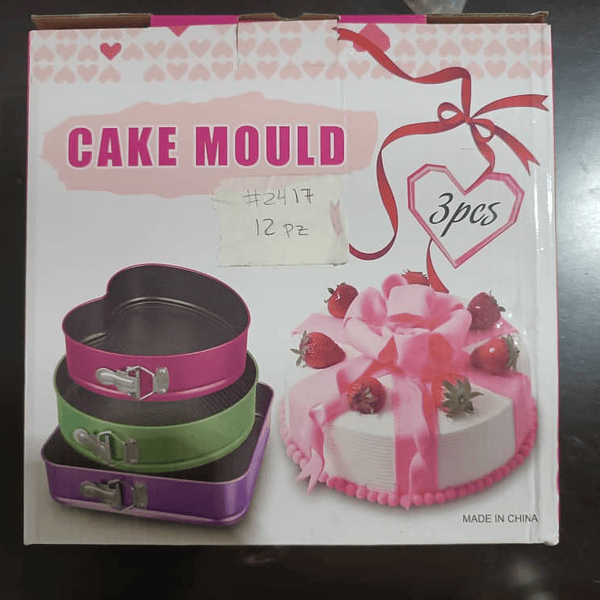 CAKE MOULD
#2417
12 pz
3pcs
MADE IN CHINA